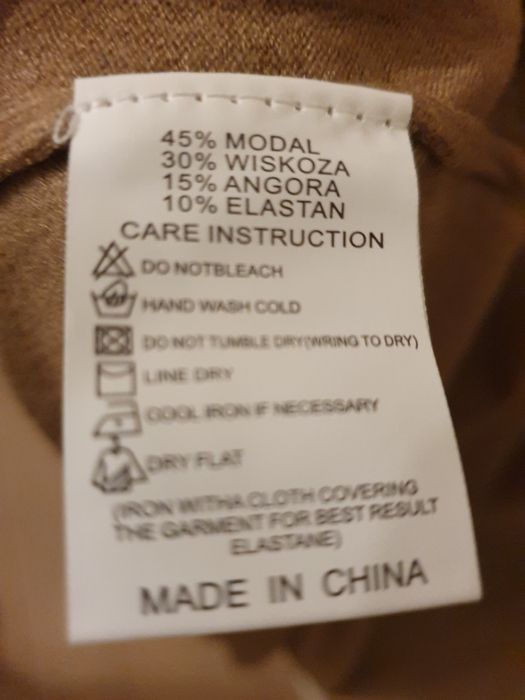 45% MODAL
30% WISKOZA
15% ANGORA
10% ELASTAN
CARE INSTRUCTION
DO NOTBLEACH
HAND WASH COLD
DO NOT TUMBLE DRY(WRING TO DRY)
LINE DRY
COOL IRON IF NECESSARY
DRY FLAT
(IRON WITHA CLOTH COVERING
THE GARMENT FOR BEST RESULT
ELASTANE)
MADE IN CHINA